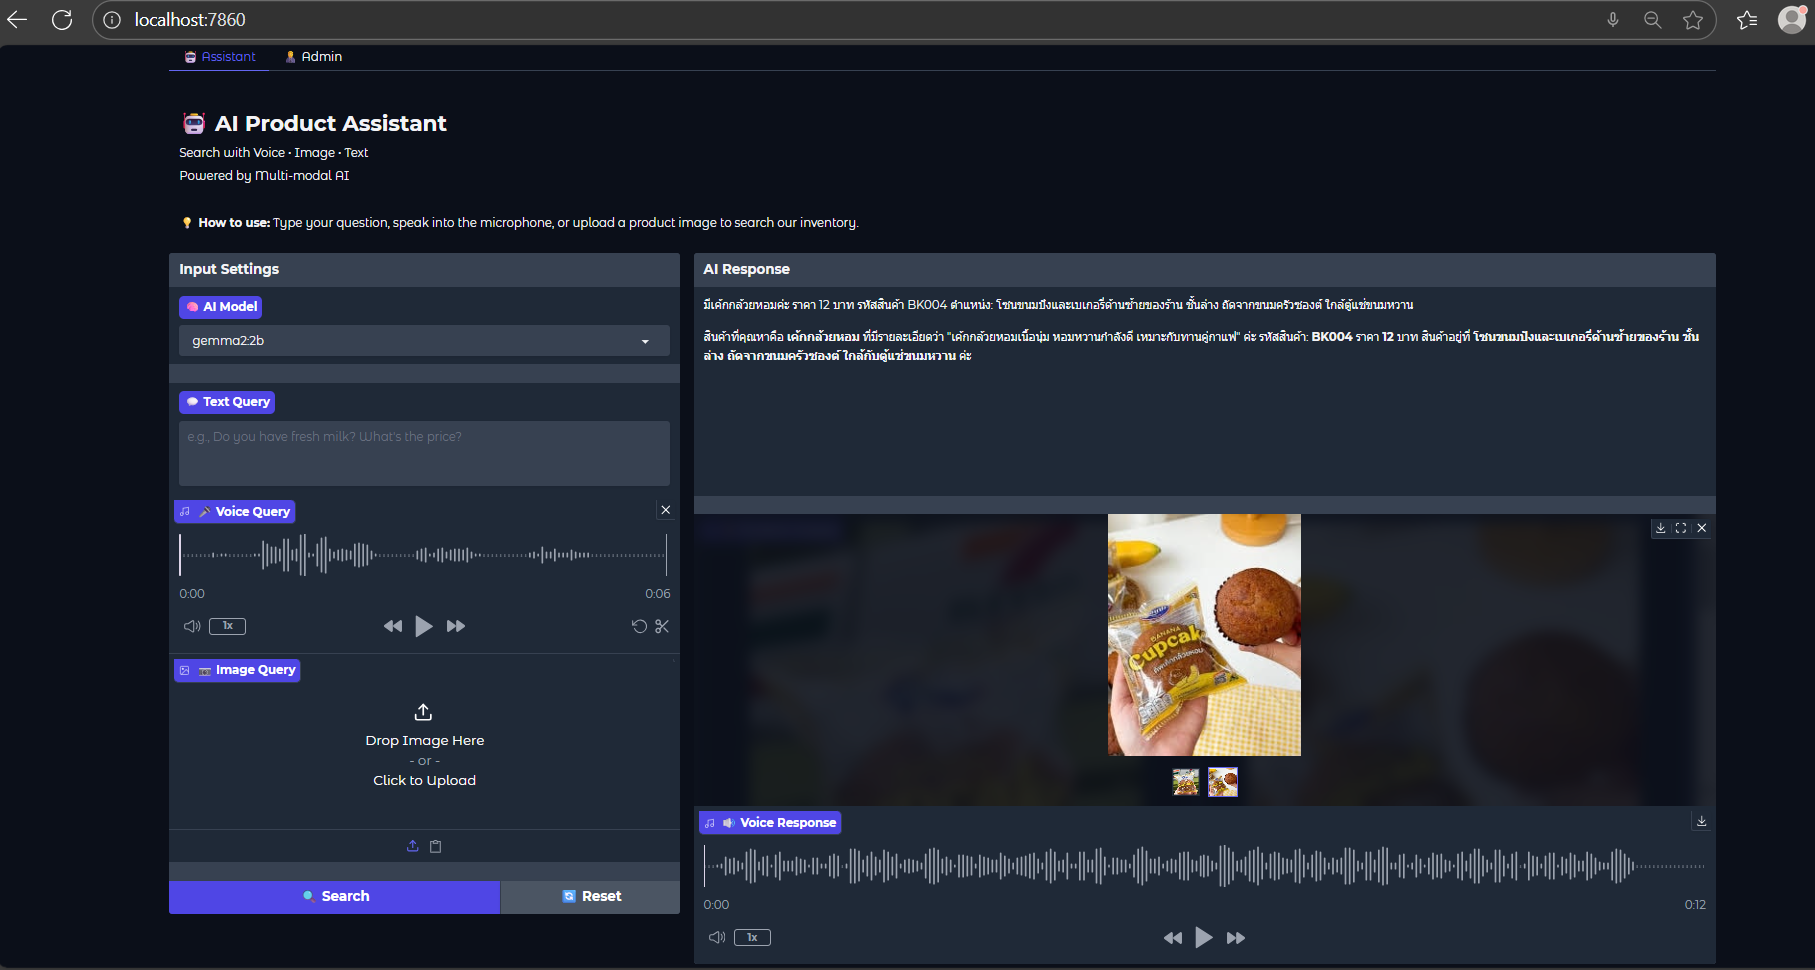 localhost:7860
Assistant
Admin
AI Product Assistant
Search with Voice • Image • Text
Powered by Multi-modal AI
How to use: Type your question, speak into the microphone, or upload a product image to search our inventory.
Input Settings
AI Model
gemma2:2b
Text Query
e.g., Do you have fresh milk? What's the price?
Voice Query
0:00
0:06
1x
Image Query
Drop Image Here
- or -
Click to Upload
Search
Reset
AI Response
มีเค้กกล้วยหอมค่ะ ราคา 12 บาท รหัสสินค้า BK004 ตำแหน่ง: โซนขนมปังและเบเกอรี่ด้านซ้ายของร้าน ชั้นล่าง ถัดจากขนมครัวซองต์ ใกล้ตู้แช่ขนมหวาน
สินค้าที่คุณหาคือ เค้กกล้วยหอม ที่มีรายละเอียดว่า "เค้กกล้วยหอมเนื้อนุ่ม หอมหวานกำลังดี เหมาะกับทานคู่กาแฟ" ค่ะ รหัสสินค้า: BK004 ราคา 12 บาท สินค้าอยู่ที่ โซนขนมปังและเบเกอรี่ด้านซ้ายของร้าน ชั้น
ล่าง ถัดจากขนมครัวซองต์ ใกล้กับตู้แช่ขนมหวาน ค่ะ
BANANA
Cupcake
คัพเค้กกล้วยหอม
Voice Response
0:00
0:12
1x